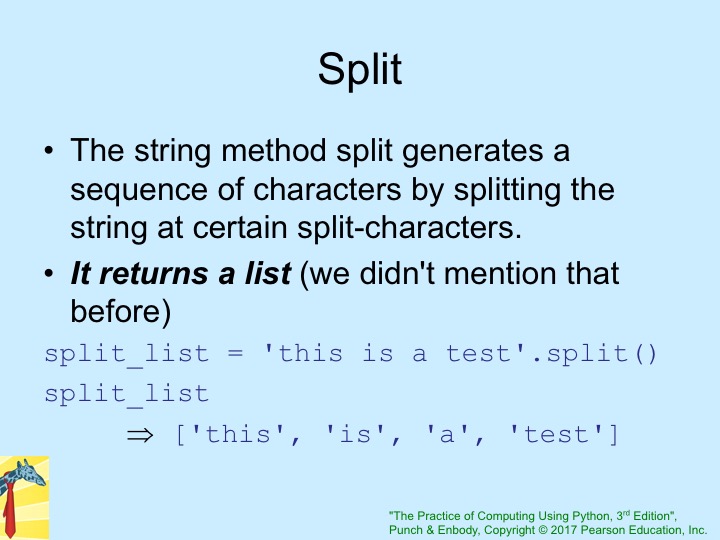 Split
• The string method split generates a
sequence of characters by splitting the
string at certain split-characters.
• It returns a list (we didn't mention that
before)
split_list = 'this is a test'.split()
split_list
⇒ ['this', 'is', 'a', 'test']
"The Practice of Computing Using Python, 3rd Edition",
Punch & Enbody, Copyright © 2017 Pearson Education, Inc.